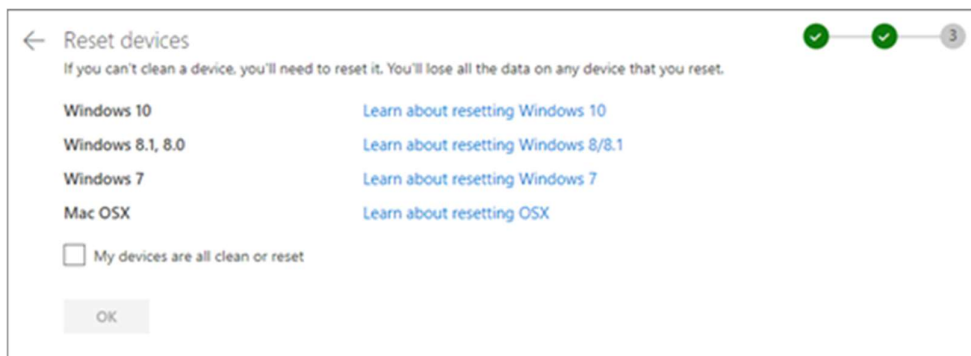 Reset devices
3
If you can't clean a device, you'll need to reset it. You'll lose all the data on any device that you reset.
Windows 10 Learn about resetting Windows 10
Windows 8.1, 8.0 Learn about resetting Windows 8/8.1
Windows 7 Learn about resetting Windows 7
Mac OSX Learn about resetting OSX
My devices are all clean or reset
OK